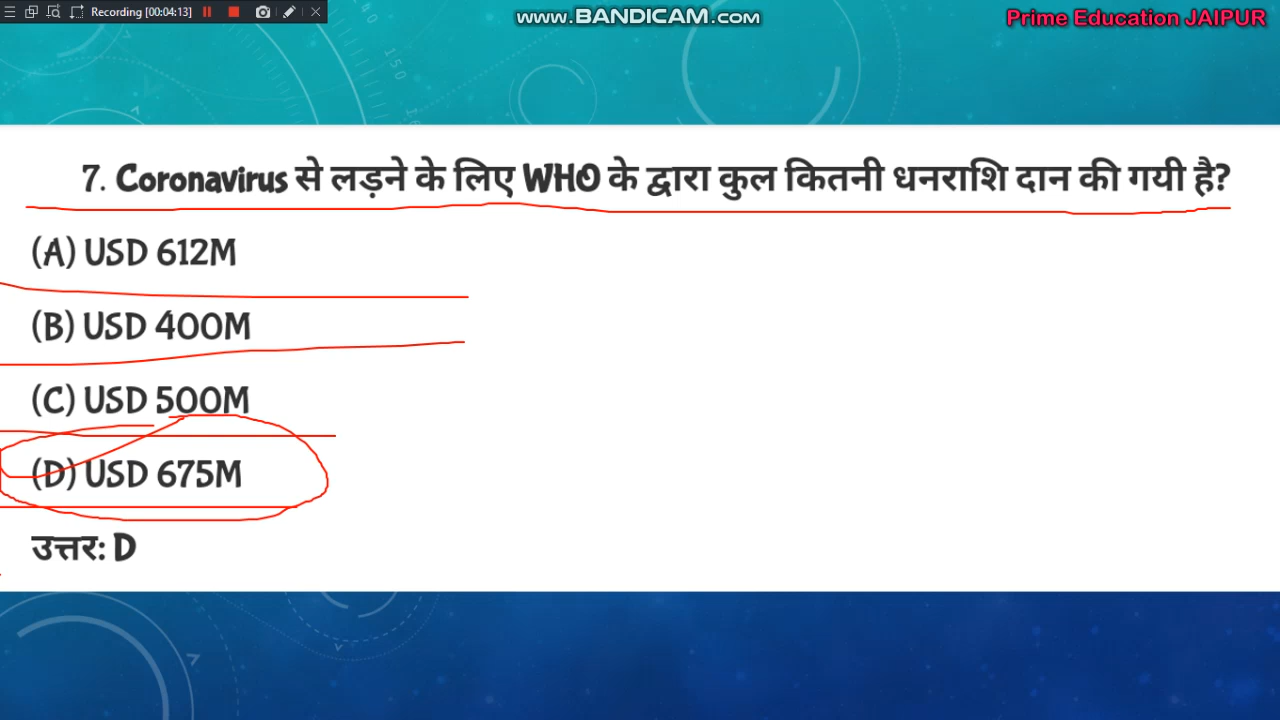 Recording [00:04:13]
www.BANDICAM.com
Prime Education JAIPUR
7. Coronavirus से लड़ने के लिए WHO के द्वारा कुल कितनी धनराशि दान की गयी है?
(A) USD 612M
(B) USD 400M
(C) USD 500M
(D) USD 675M
उत्तर: D